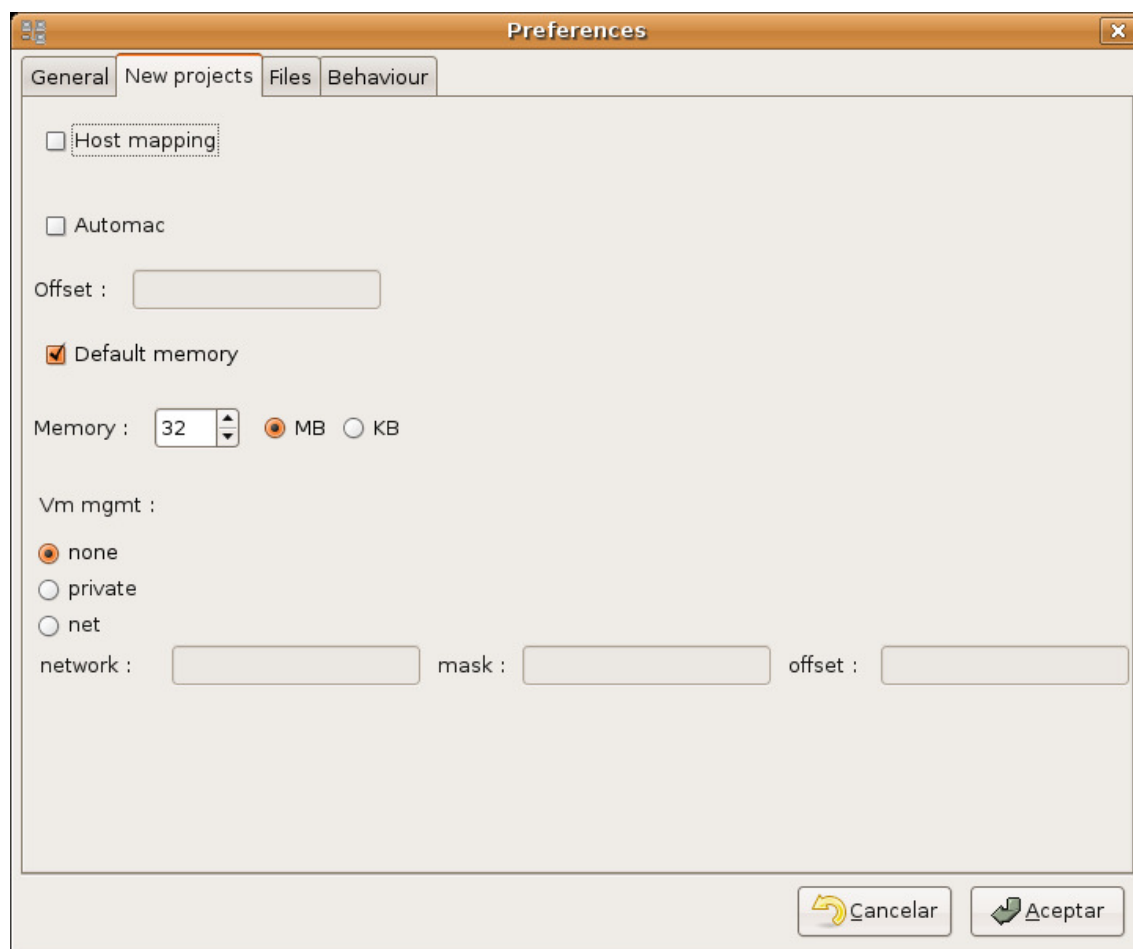 Preferences
General New projects Files Behaviour
Host mapping
Automac
Offset :
Default memory
Memory : 32 MB KB
Vm mgmt :
none
private
net
network : mask : offset :
Cancelar Aceptar